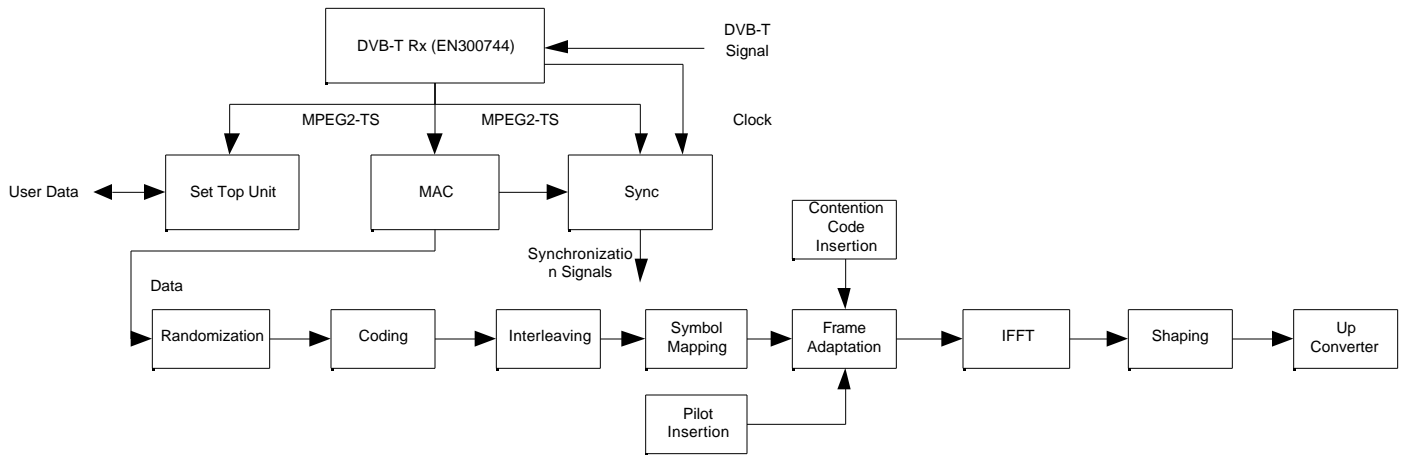 DVB-T Rx (EN300744)
DVB-T
Signal
MPEG2-TS
MPEG2-TS
Clock
User Data
Set Top Unit
MAC
Sync
Contention
Code
Insertion
Synchronizatio
n Signals
Data
Randomization
Coding
Interleaving
Symbol
Mapping
Frame
Adaptation
IFFT
Shaping
Up
Converter
Pilot
Insertion